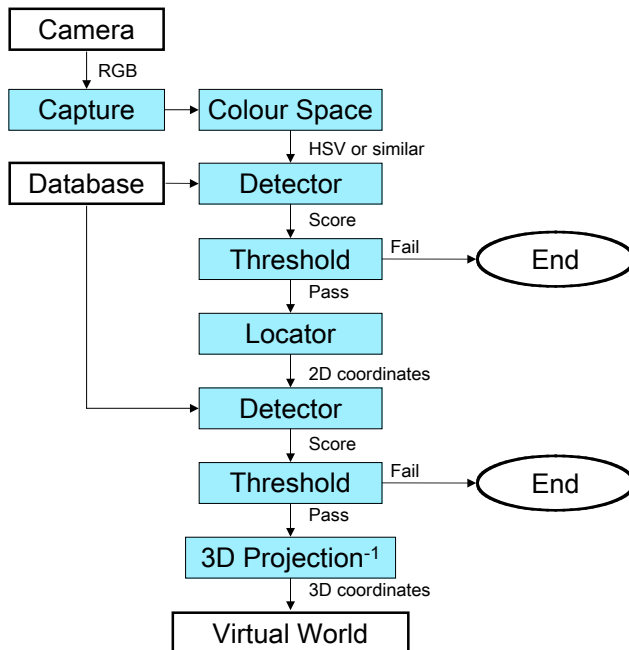 Camera
RGB
Capture
Colour Space
HSV or similar
Database
Detector
Score
Threshold
Fail
End
Pass
Locator
2D coordinates
Detector
Score
Threshold
Fail
End
Pass
3D Projection-1
3D coordinates
Virtual World